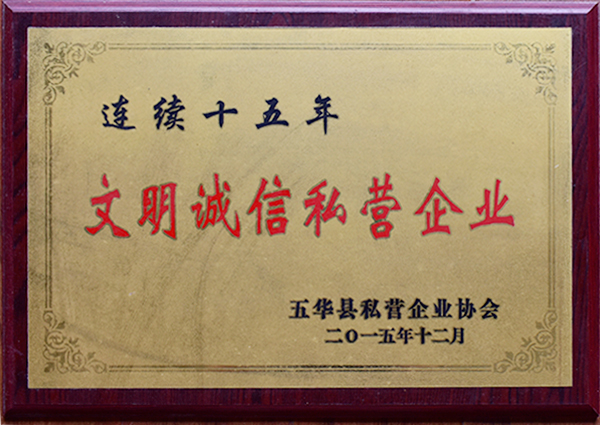 连续十五年
文明诚信私营企业
五华县私营企业协会
二〇一五年十二月